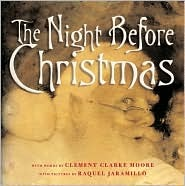 The Night Before
Christmas
WITH WORDS BY CLEMENT CLARKE MOORE
WITH PICTURES BY RAQUEL JARAMILLO